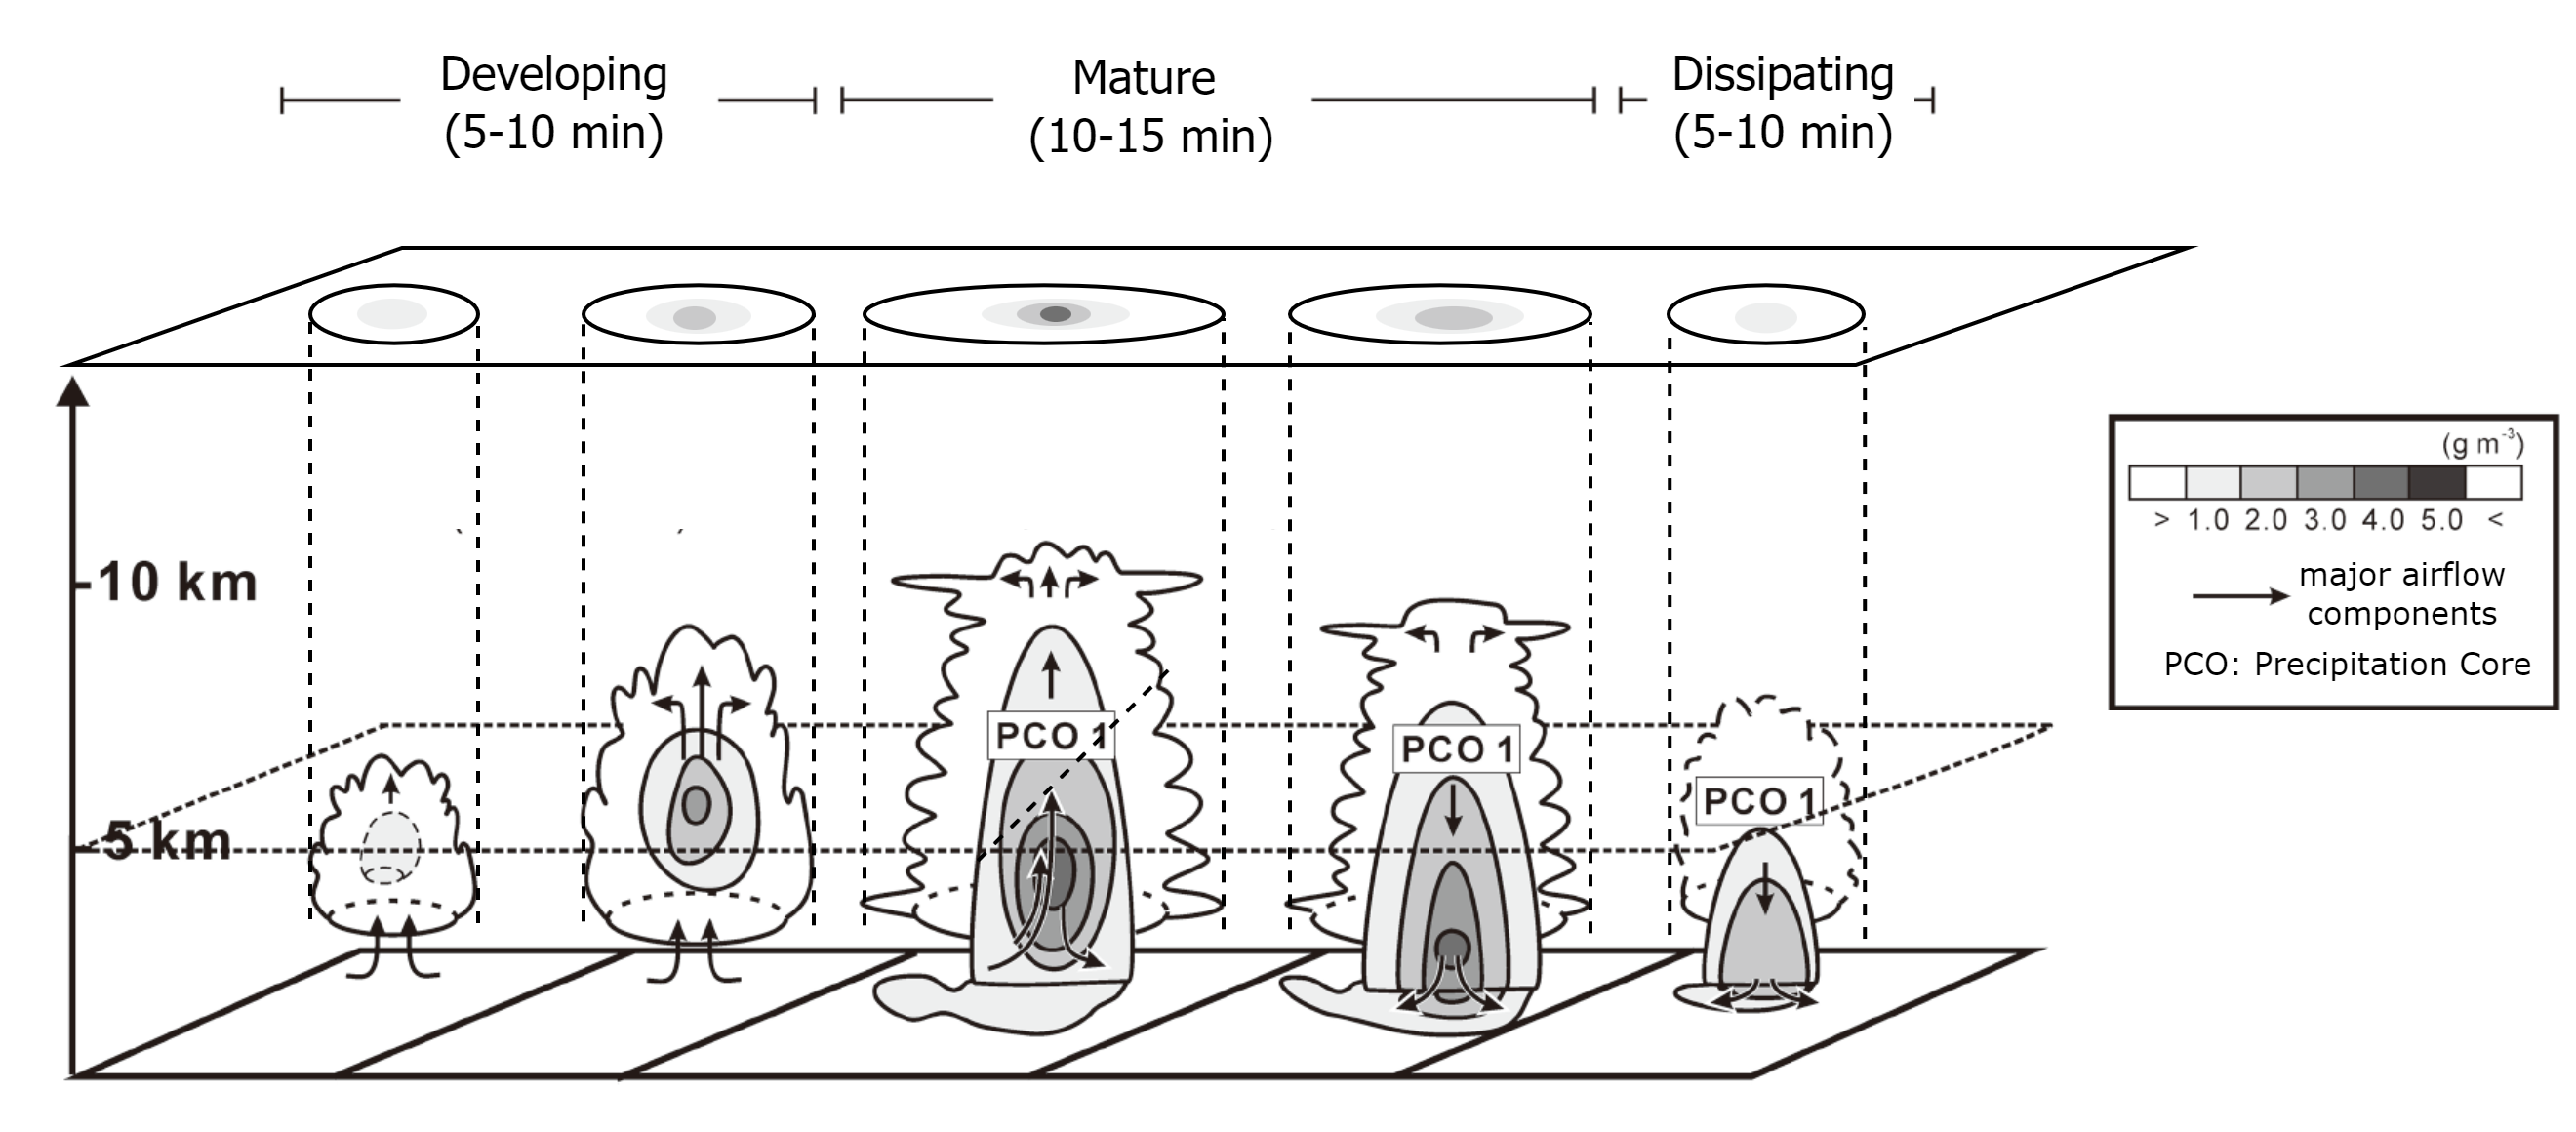 Developing
(5-10 min)
Mature
(10-15 min)
Dissipating
(5-10 min)
10 km
5 km
PCO 1
PCO 1
PCO 1
(g m⁻³)
> 1.0 2.0 3.0 4.0 5.0 <
major airflow
components
PCO: Precipitation Core